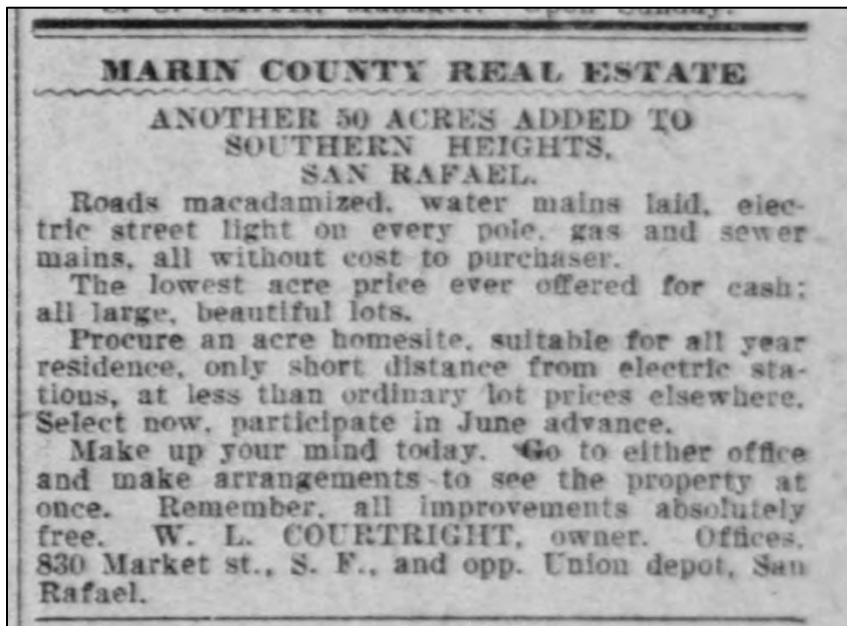 Manager. Open Sunday.
MARIN COUNTY REAL ESTATE
ANOTHER 50 ACRES ADDED TO
SOUTHERN HEIGHTS,
SAN RAFAEL.
Roads macadamized, water mains laid, elec-
tric street light on every pole, gas and sewer
mains, all without cost to purchaser.
The lowest acre price ever offered for cash;
all large, beautiful lots.
Procure an acre homesite, suitable for all year
residence, only short distance from electric sta-
tions, at less than ordinary lot prices elsewhere.
Select now, participate in June advance.
Make up your mind today. Go to either office
and make arrangements to see the property at
once. Remember, all improvements absolutely
free. W. L. COURTRIGHT, owner. Offices,
830 Market st., S. F., and opp. Union depot, San
Rafael.